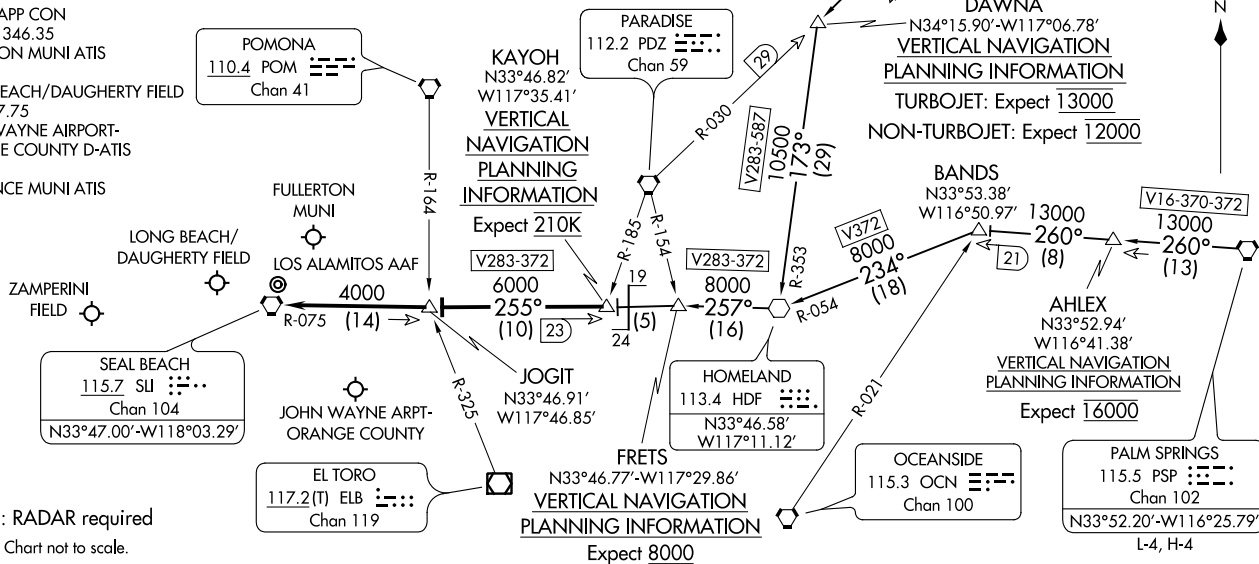 APP CON
346.35
ON MUNI ATIS
EACH/DAUGHERTY FIELD
7.75
WAYNE AIRPORT-
E COUNTY D-ATIS
NCE MUNI ATIS
POMONA
110.4 POM
Chan 41
KAYOH
N33°46.82'
W117°35.41'
VERTICAL
NAVIGATION
PLANNING
INFORMATION
Expect 210K
PARADISE
112.2 PDZ
Chan 59
DAWNA
N34°15.90'-W117°06.78'
VERTICAL NAVIGATION
PLANNING INFORMATION
TURBOJET: Expect 13000
NON-TURBOJET: Expect 12000
N
29
R-030
V283-587
10500
173°
(29)
R-353
BANDS
N33°53.38'
W116°50.97'
13000
260°
(8)
21
V16-370-372
13000
260°
(13)
V372
8000
234°
(18)
R-054
R-164
R-185
R-154
FULLERTON
MUNI
LONG BEACH/
DAUGHERTY FIELD
LOS ALAMITOS AAF
ZAMPERINI
FIELD
4000
R-075
(14)
V283-372
6000
255°
(10)
23
19
24
(5)
V283-372
8000
257°
(16)
AHLEX
N33°52.94'
W116°41.38'
VERTICAL NAVIGATION
PLANNING INFORMATION
Expect 16000
SEAL BEACH
115.7 SLI
Chan 104
N33°47.00'-W118°03.29'
JOHN WAYNE ARPT-
ORANGE COUNTY
R-325
JOGIT
N33°46.91'
W117°46.85'
HOMELAND
113.4 HDF
N33°46.58'
W117°11.12'
R-021
EL TORO
117.2(T) ELB
Chan 119
FRETS
N33°46.77'-W117°29.86'
VERTICAL NAVIGATION
PLANNING INFORMATION
Expect 8000
OCEANSIDE
115.3 OCN
Chan 100
PALM SPRINGS
115.5 PSP
Chan 102
N33°52.20'-W116°25.79'
L-4, H-4
: RADAR required
Chart not to scale.